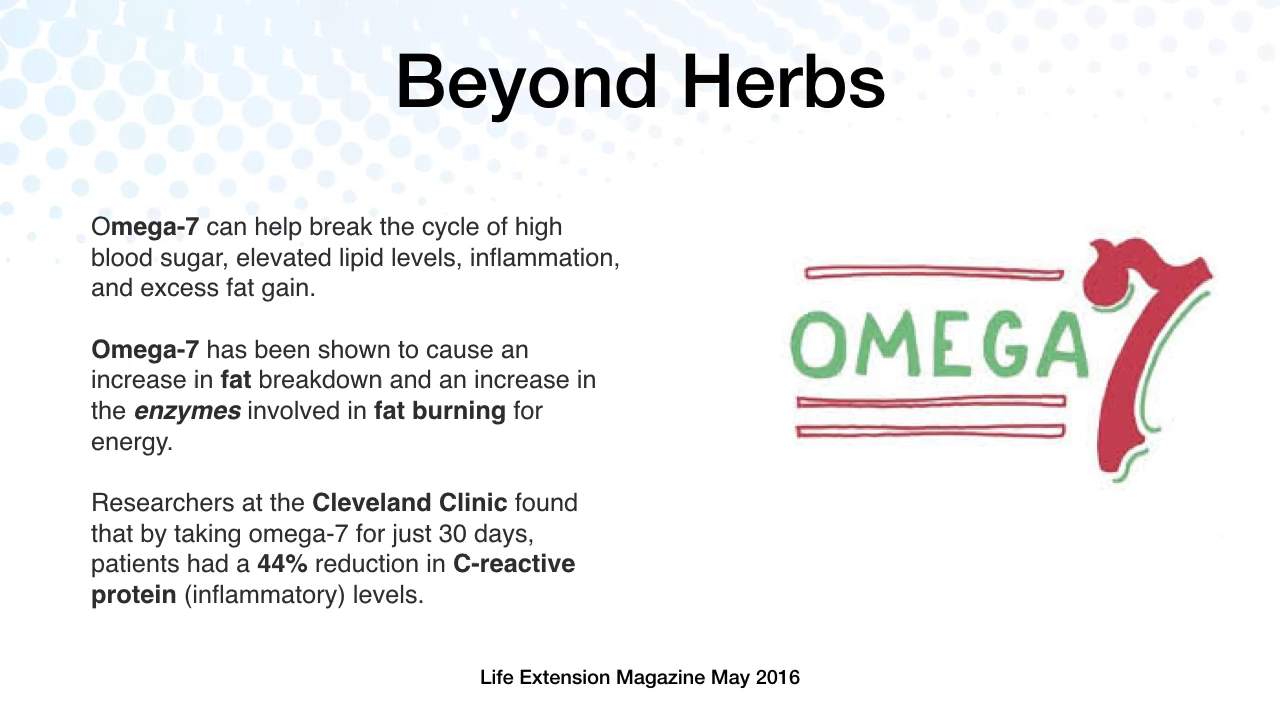 Beyond Herbs
Omega-7 can help break the cycle of high
blood sugar, elevated lipid levels, inflammation,
and excess fat gain.
Omega-7 has been shown to cause an
increase in fat breakdown and an increase in
the enzymes involved in fat burning for
energy.
Researchers at the Cleveland Clinic found
that by taking omega-7 for just 30 days,
patients had a 44% reduction in C-reactive
protein (inflammatory) levels.
OMEGA 7
Life Extension Magazine May 2016